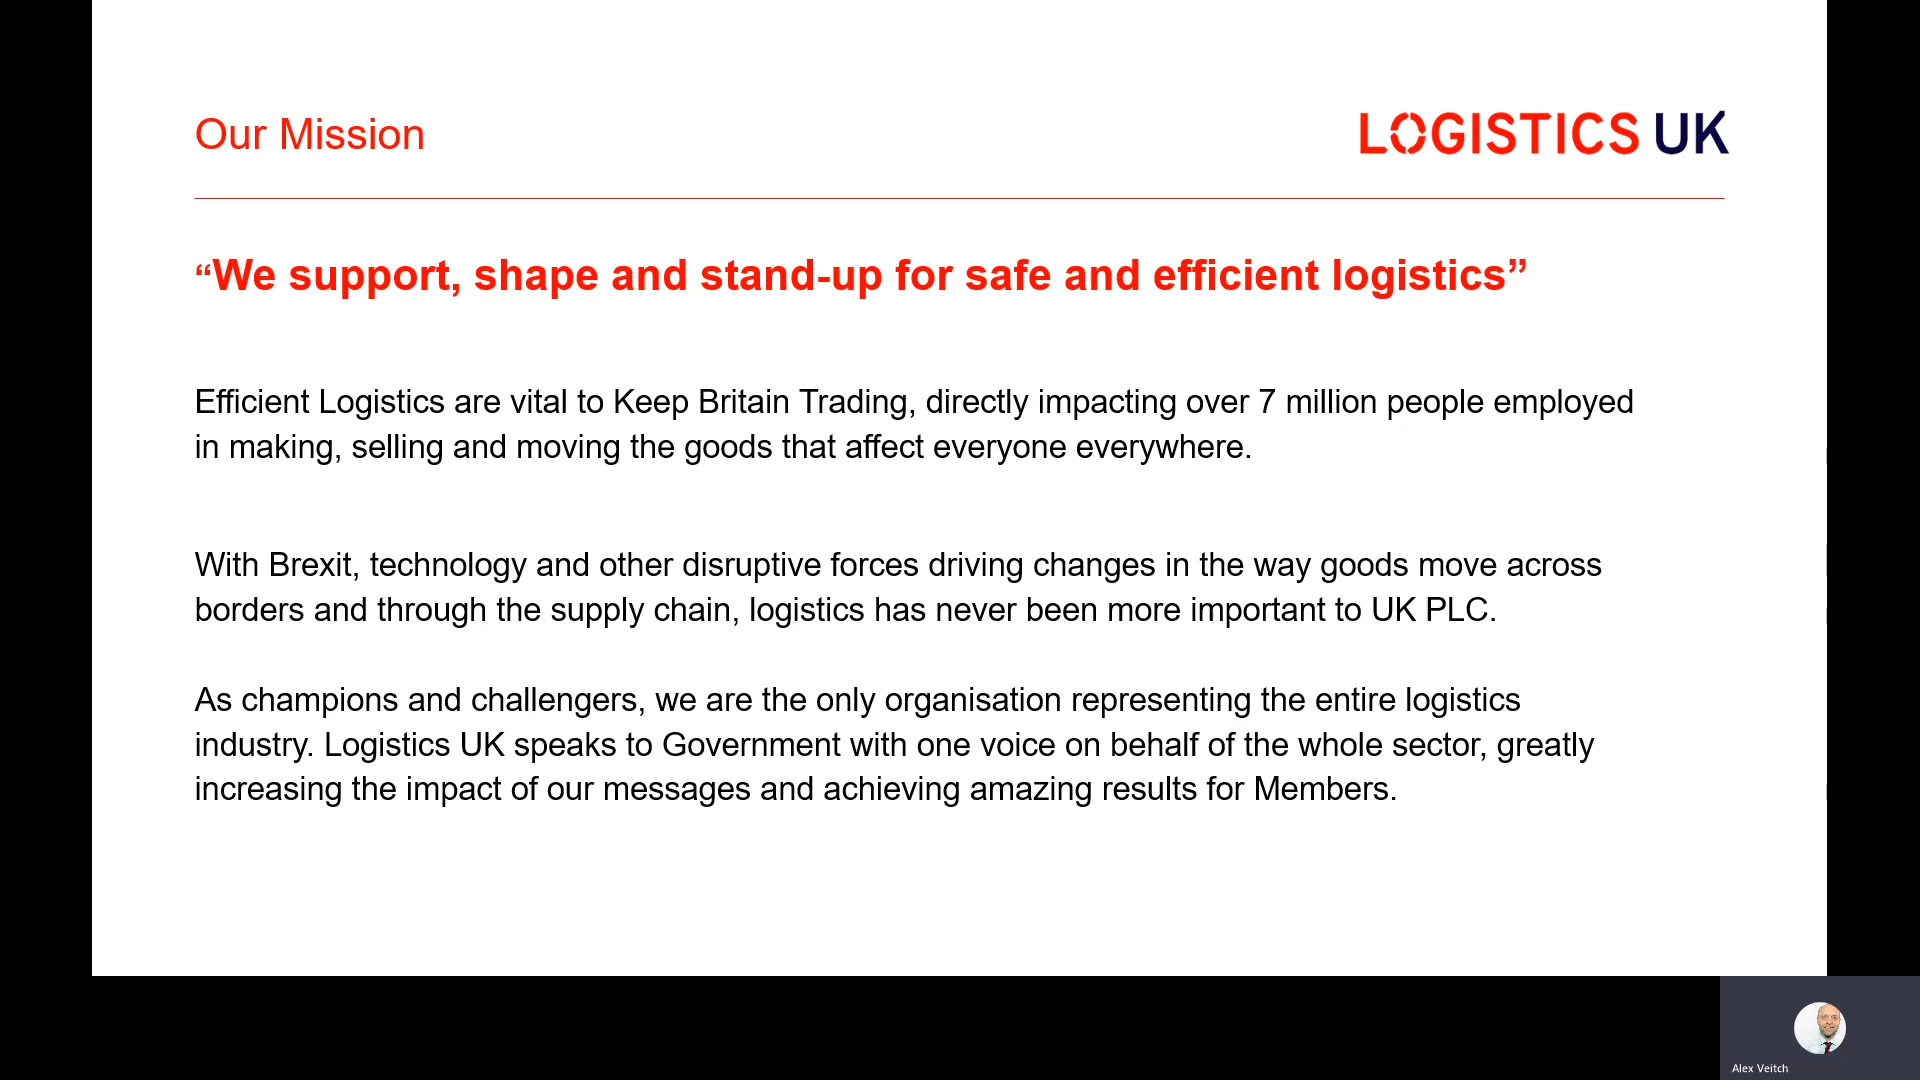 Our Mission
LOGISTICS UK
“We support, shape and stand-up for safe and efficient logistics”
Efficient Logistics are vital to Keep Britain Trading, directly impacting over 7 million people employed
in making, selling and moving the goods that affect everyone everywhere.
With Brexit, technology and other disruptive forces driving changes in the way goods move across
borders and through the supply chain, logistics has never been more important to UK PLC.
As champions and challengers, we are the only organisation representing the entire logistics
industry. Logistics UK speaks to Government with one voice on behalf of the whole sector, greatly
increasing the impact of our messages and achieving amazing results for Members.
Alex Veitch